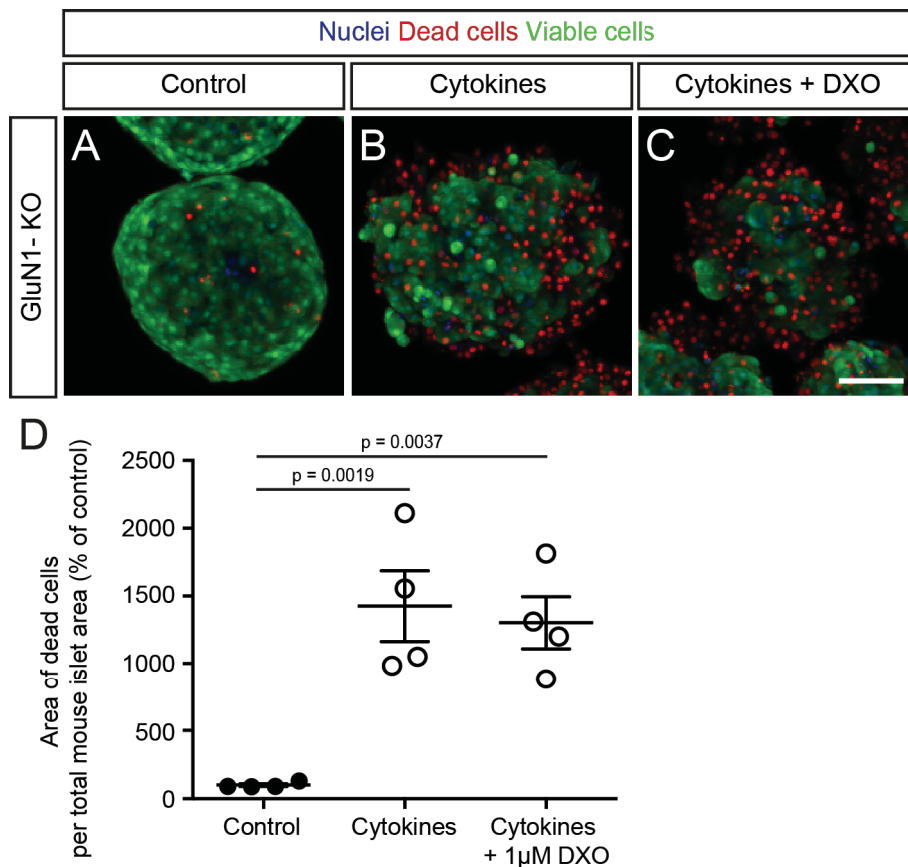 Nuclei Dead cells Viable cells
Control
Cytokines
Cytokines + DXO
GluN1- KO
A
B
C
D
Area of dead cells
per total mouse islet area (% of control)
2500
2000
1500
1000
500
0
p = 0.0037
p = 0.0019
Control
Cytokines
Cytokines
+ 1µM DXO